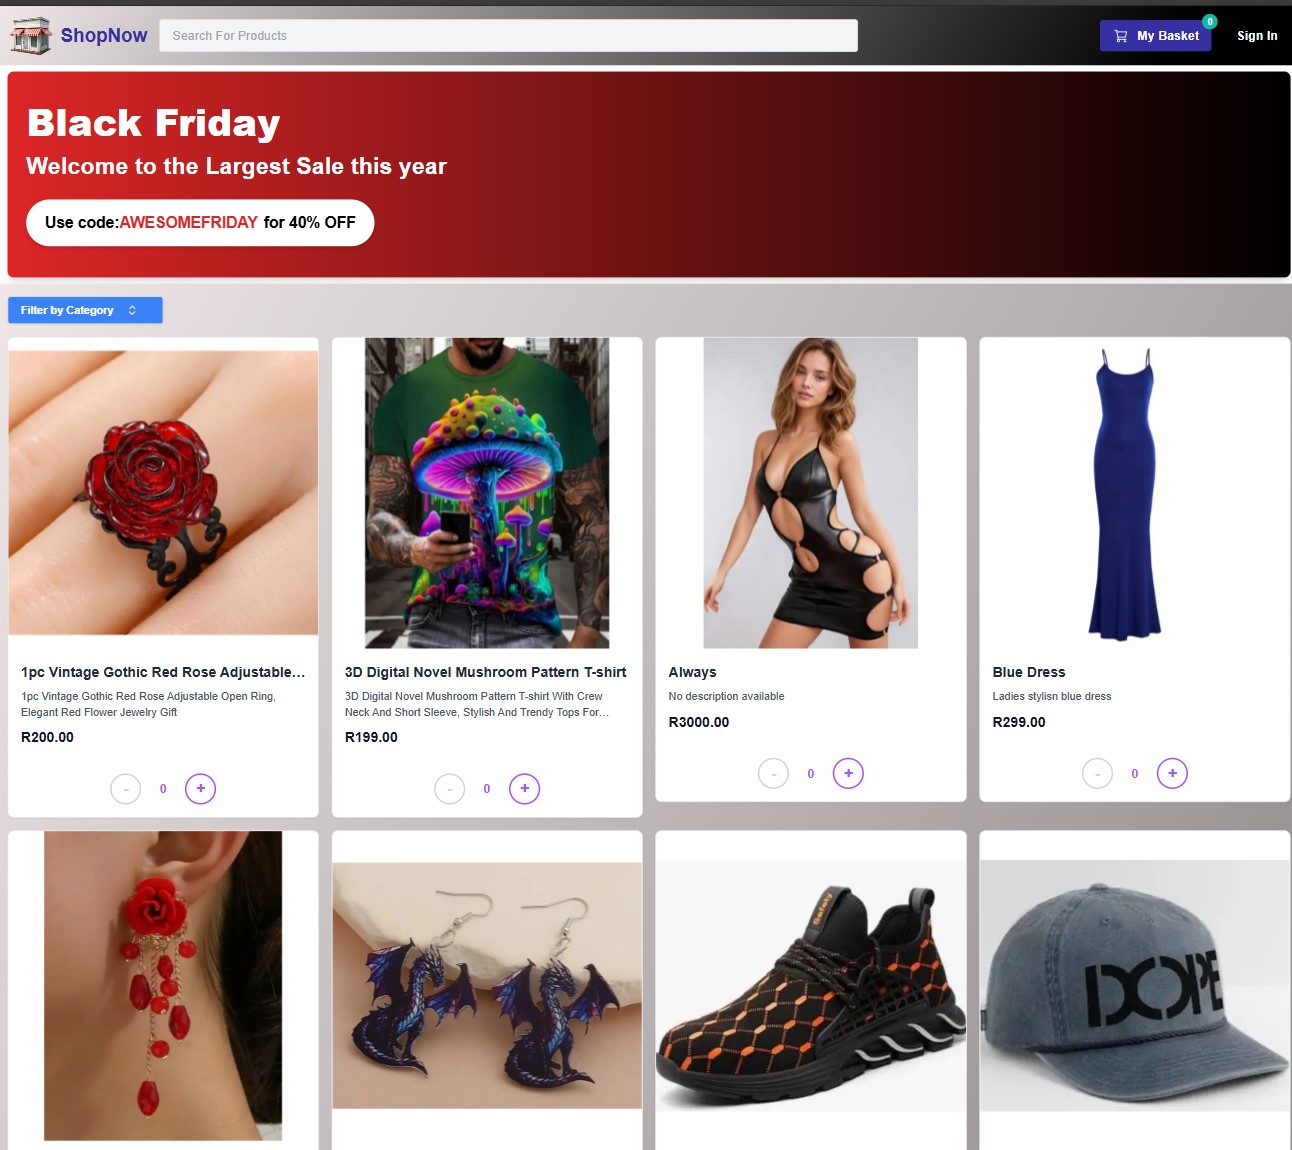 ShopNow
Search For Products
My Basket
0
Sign In
Black Friday
Welcome to the Largest Sale this year
Use code:AWESOMEFRIDAY for 40% OFF
Filter by Category
1pc Vintage Gothic Red Rose Adjustable...
1pc Vintage Gothic Red Rose Adjustable Open Ring,
Elegant Red Flower Jewelry Gift
R200.00
- 0 +
3D Digital Novel Mushroom Pattern T-shirt
3D Digital Novel Mushroom Pattern T-shirt With Crew
Neck And Short Sleeve, Stylish And Trendy Tops For...
R199.00
- 0 +
Always
No description available
R3000.00
- 0 +
Blue Dress
Ladies stylisn blue dress
R299.00
- 0 +
Safety
DOPE